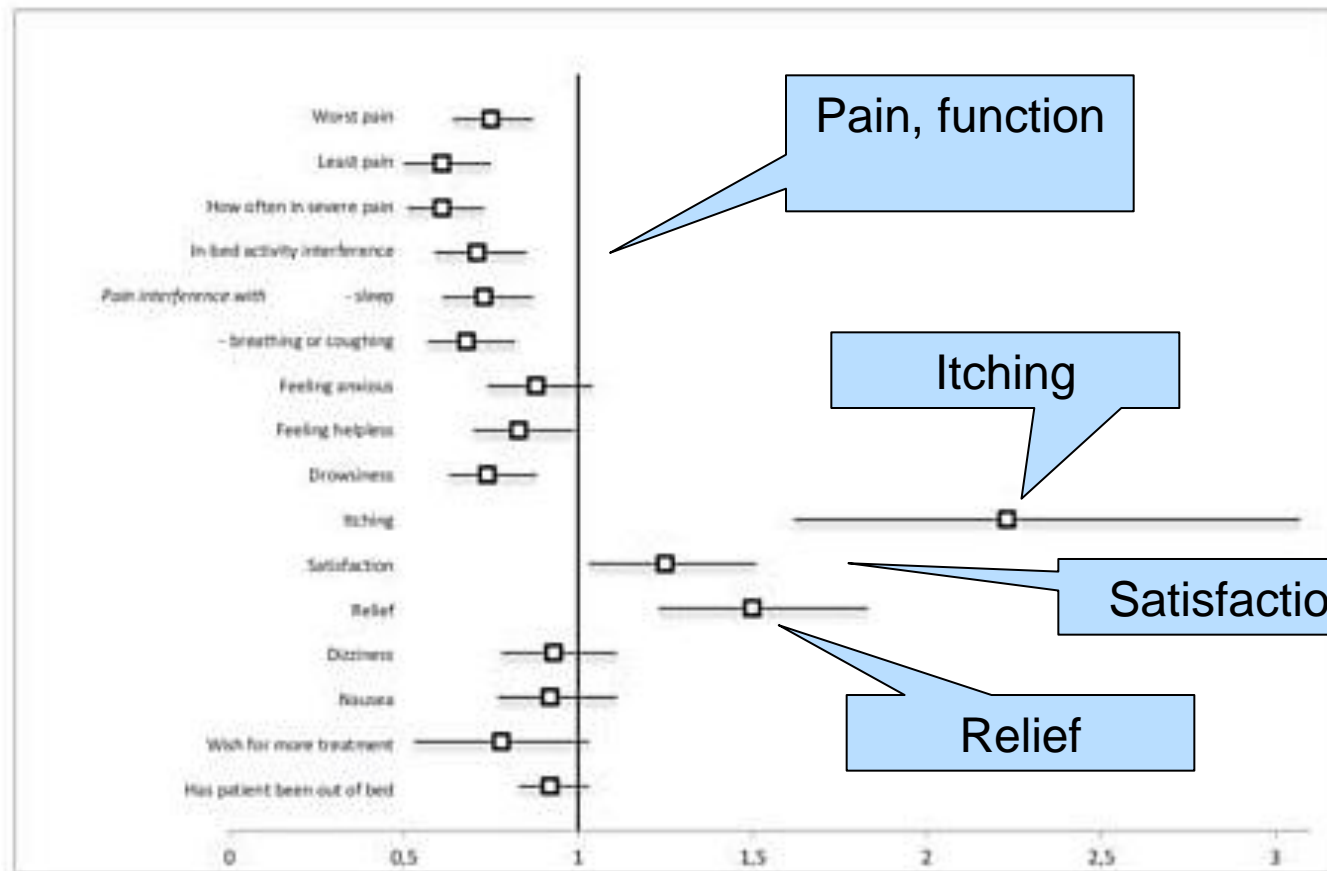 Pain, function
Worst pain
Least pain
How often in severe pain
In-bed activity interference
Pain interference with - sleep
- breathing or coughing
Feeling anxious
Itching
Feeling helpless
Drowsiness
Itching
Satisfaction
Satisfactio
Relief
Dizziness
Nausea
Relief
Wish for more treatment
Has patient been out of bed
0 0,5 1 1,5 2 2,5 3